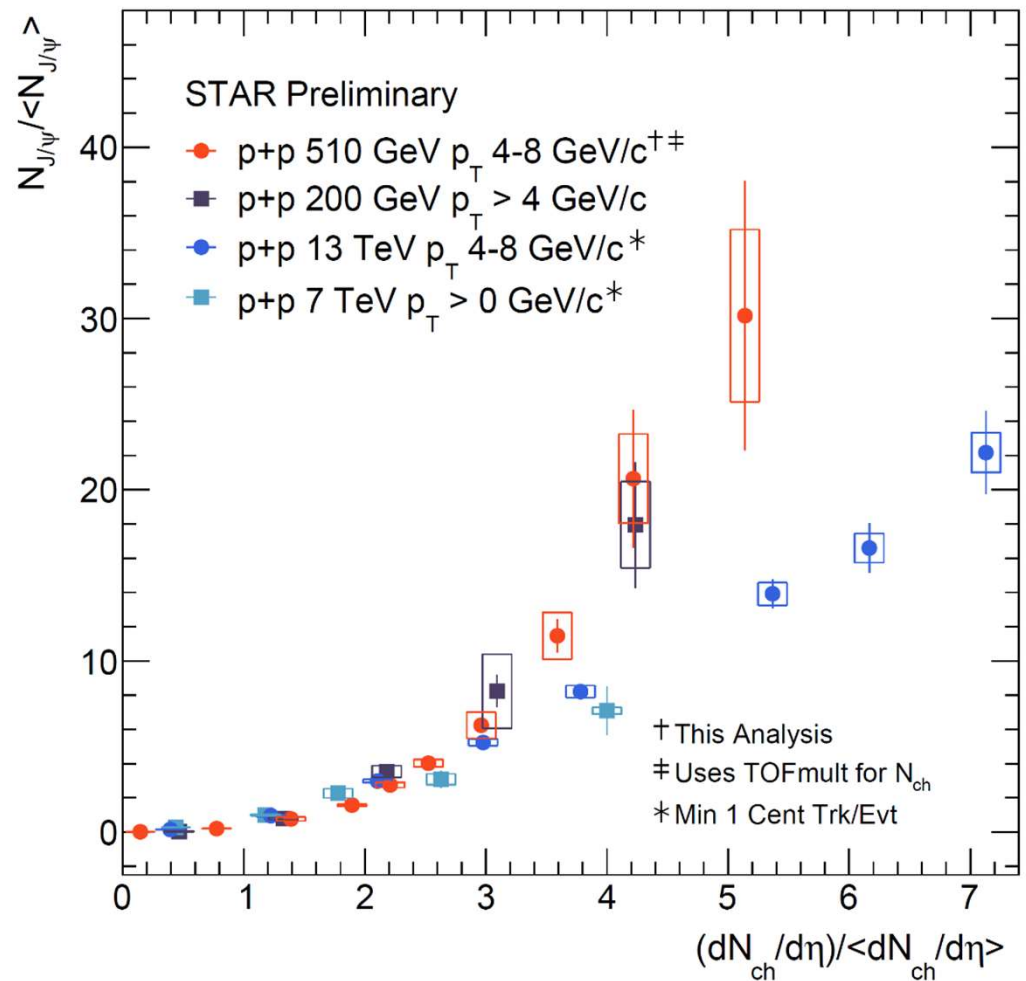 N_J/ψ/<N_J/ψ>
STAR Preliminary
p+p 510 GeV p_T 4-8 GeV/c†‡
p+p 200 GeV p_T > 4 GeV/c
p+p 13 TeV p_T 4-8 GeV/c*
p+p 7 TeV p_T > 0 GeV/c*
40
30
20
10
0
† This Analysis
‡ Uses TOFmult for N_ch
* Min 1 Cent Trk/Evt
0 1 2 3 4 5 6 7
(dN_ch/dη)/<dN_ch/dη>